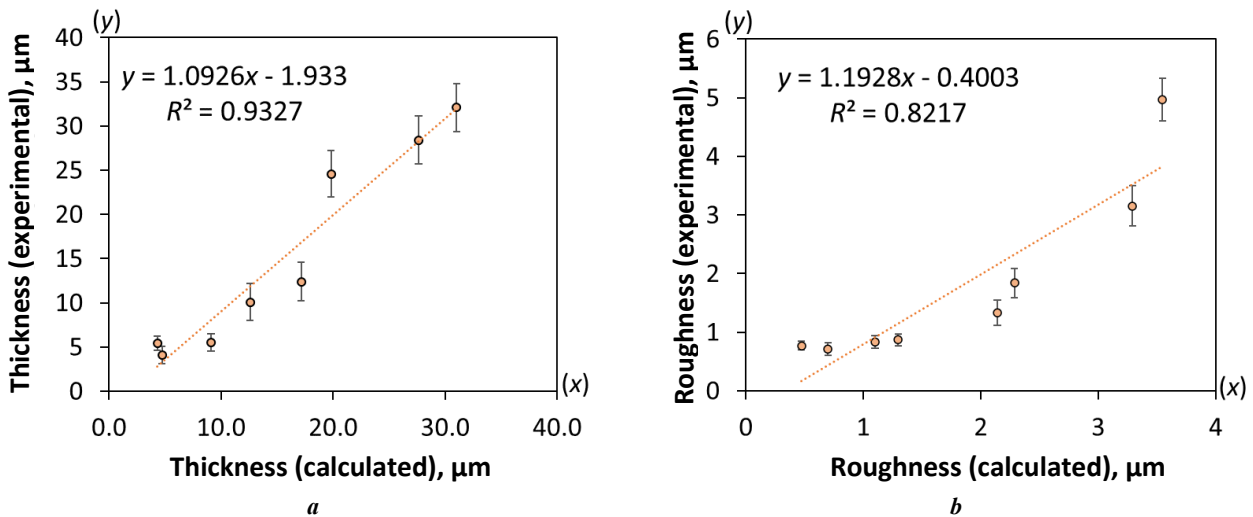 (y)
40
35
30
25
20
15
10
5
0
Thickness (experimental), µm
y = 1.0926x - 1.933
R² = 0.9327
(x)
0.0 10.0 20.0 30.0 40.0
Thickness (calculated), µm
a
(y)
6
5
4
3
2
1
0
Roughness (experimental), µm
y = 1.1928x - 0.4003
R² = 0.8217
(x)
0 1 2 3 4
Roughness (calculated), µm
b